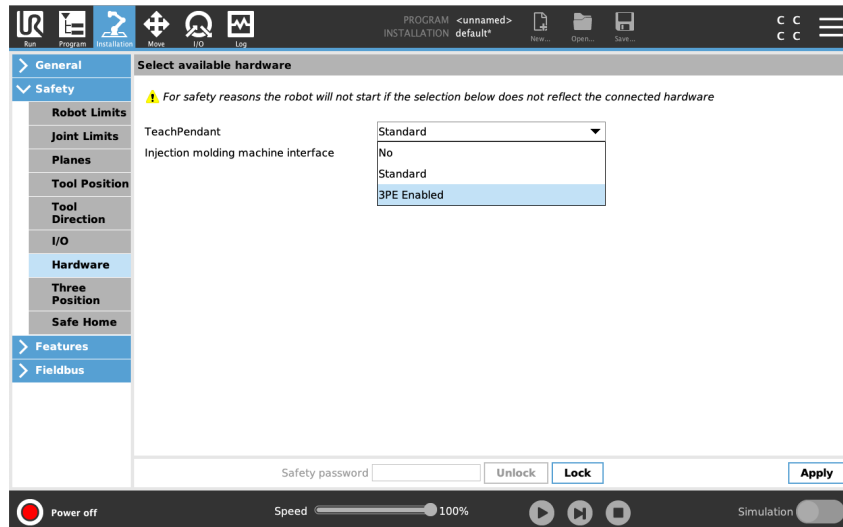 UR
Run
Program
Installation
Move
I/O
Log
PROGRAM <unnamed>
INSTALLATION default*
New...
Open...
Save...
C C
C C
General
Safety
Robot Limits
Joint Limits
Planes
Tool Position
Tool
Direction
I/O
Hardware
Three
Position
Safe Home
Features
Fieldbus
Select available hardware
For safety reasons the robot will not start if the selection below does not reflect the connected hardware
TeachPendant Standard
Injection molding machine interface
No
Standard
3PE Enabled
Safety password Unlock Lock Apply
Power off Speed 100% Simulation